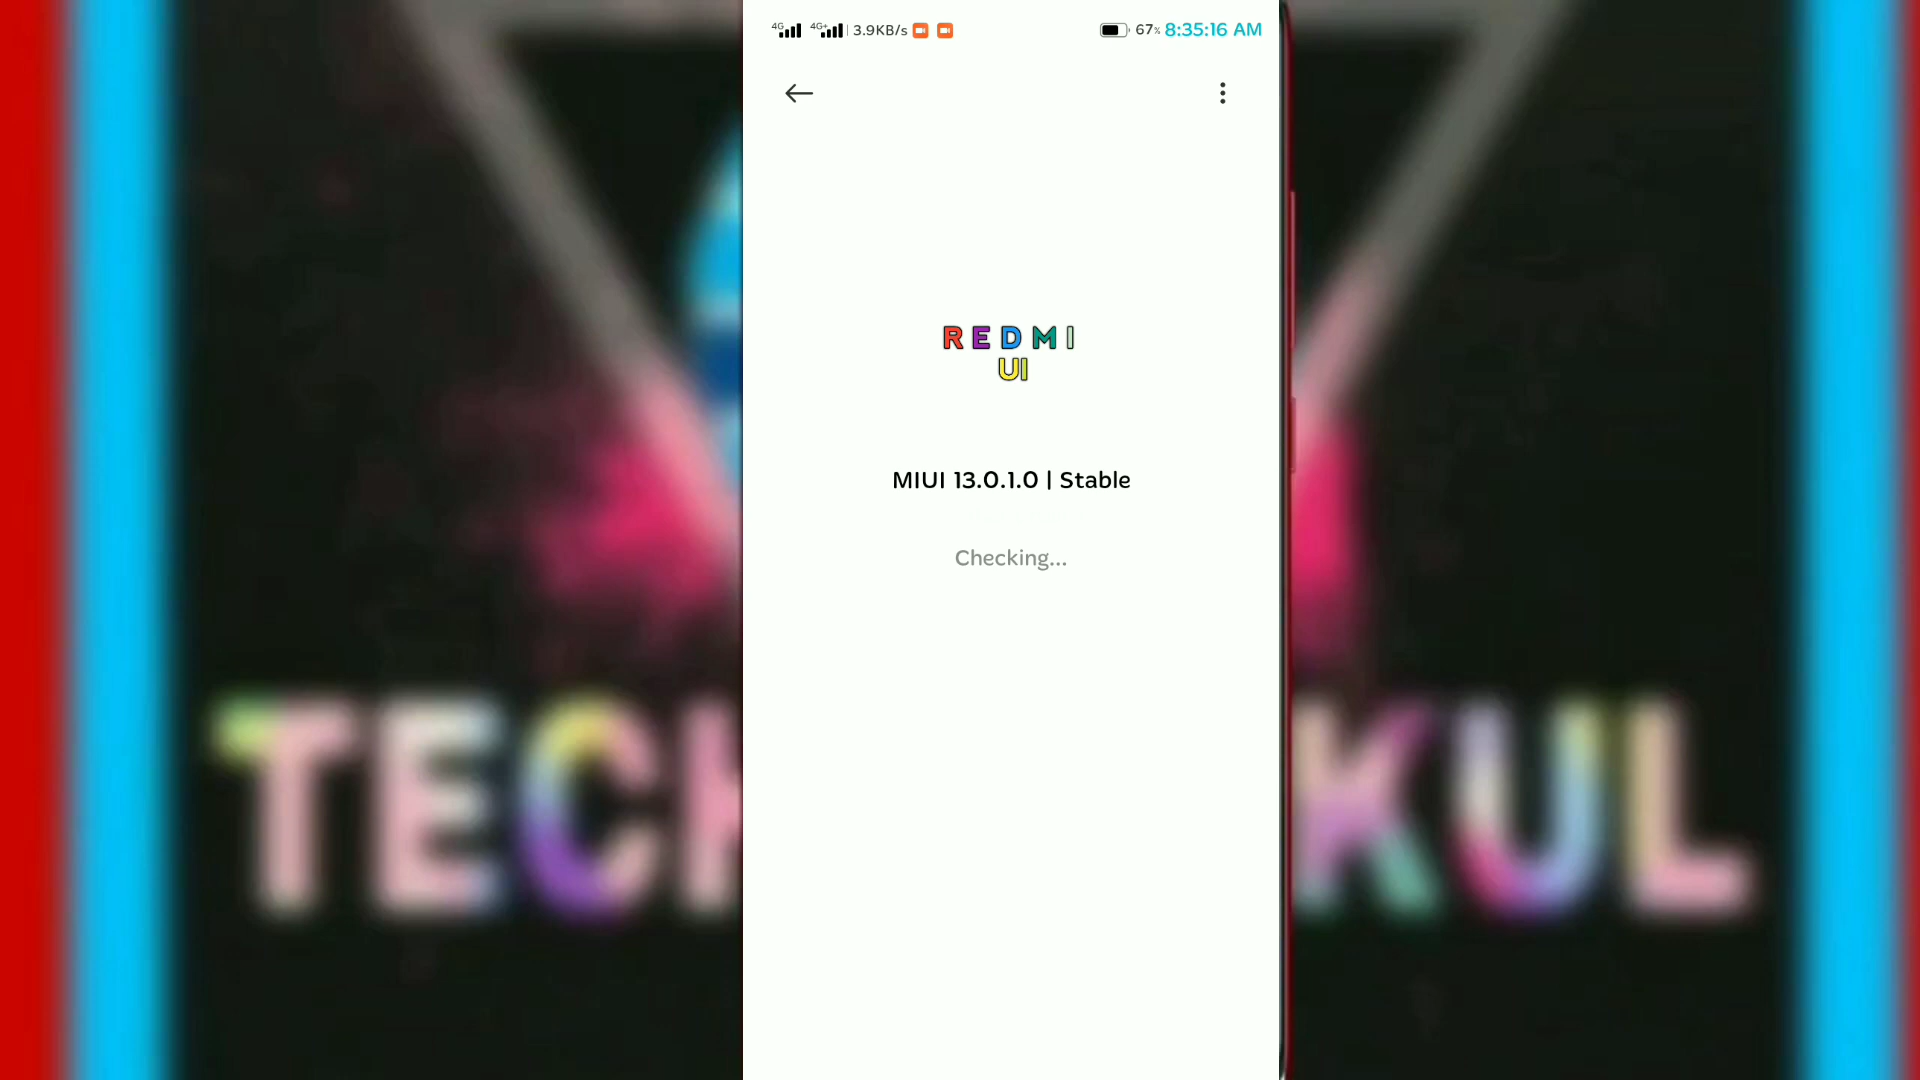 4G 4G+ 3.9KB/s 67% 8:35:16 AM
REDMI
UI
MIUI 13.0.1.0 | Stable
Checking...
TECH KUL